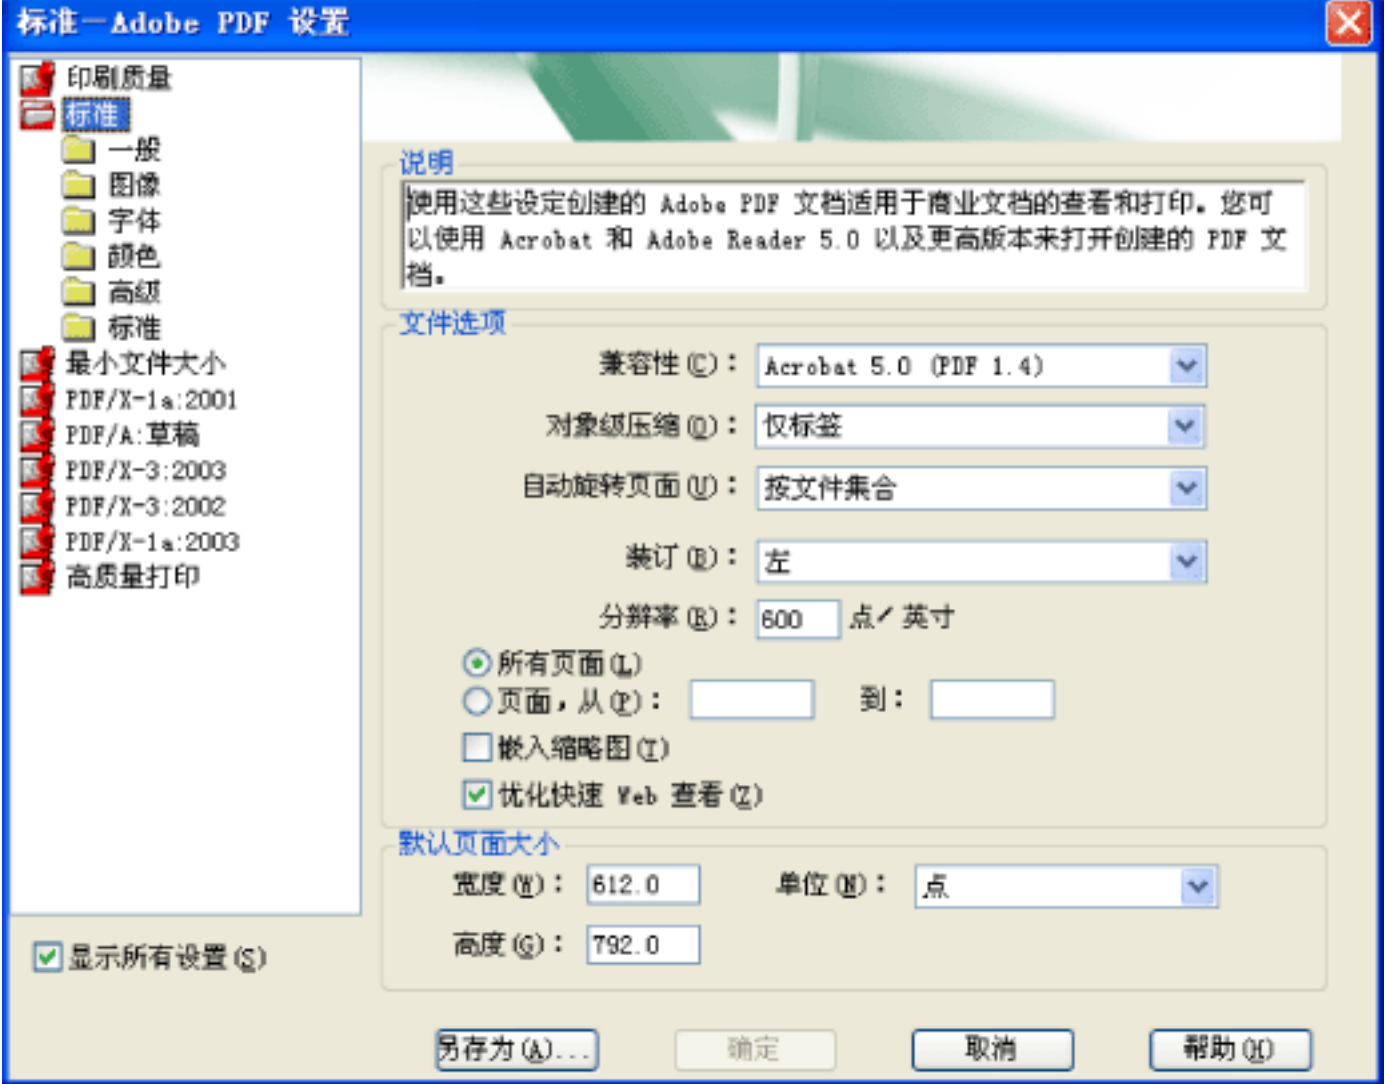 标准－Adobe PDF 设置
印刷质量
标准
一般
图像
字体
颜色
高级
标准
最小文件大小
PDF/X-1a:2001
PDF/A:草稿
PDF/X-3:2003
PDF/X-3:2002
PDF/X-1a:2003
高质量打印
显示所有设置(S)
说明
使用这些设定创建的 Adobe PDF 文档适用于商业文档的查看和打印。您可
以使用 Acrobat 和 Adobe Reader 5.0 以及更高版本来打开创建的 PDF 文
档。
文件选项
兼容性(C)： Acrobat 5.0 (PDF 1.4)
对象级压缩(O)： 仅标签
自动旋转页面(U)： 按文件集合
装订(B)： 左
分辨率(R)： 600 点／英寸
所有页面(L)
页面，从(P)： 到：
嵌入缩略图(T)
优化快速 Web 查看(Z)
默认页面大小
宽度(W)： 612.0 单位(N)： 点
高度(G)： 792.0
另存为(A)... 确定 取消 帮助(H)